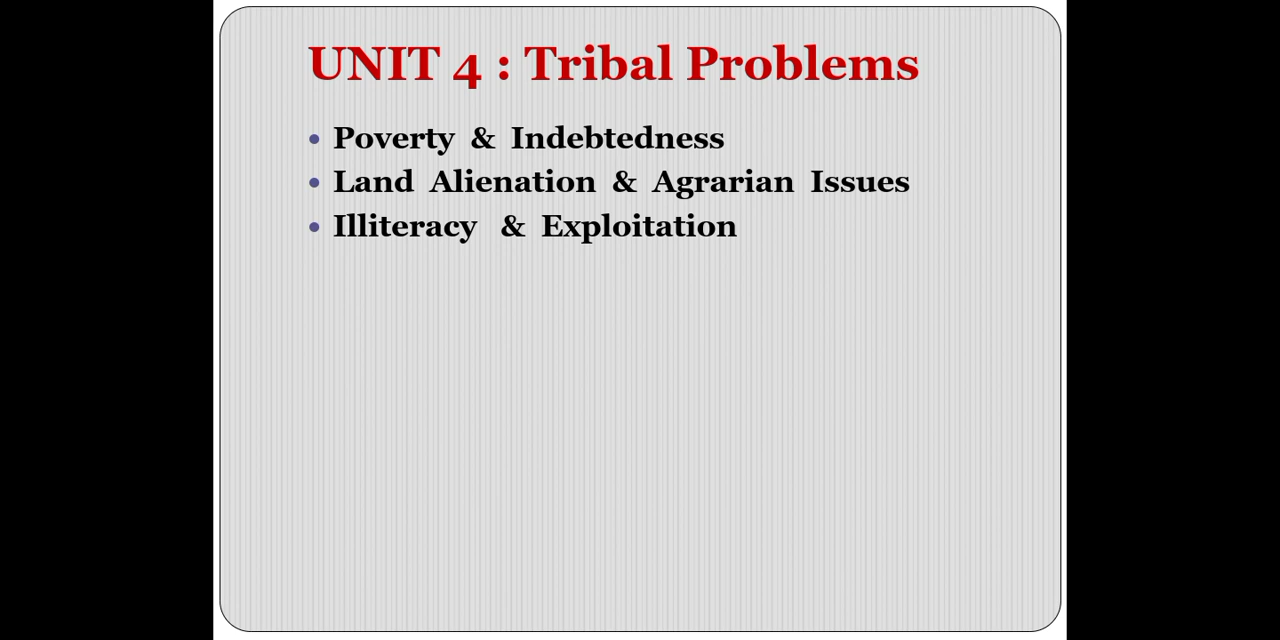 UNIT 4 : Tribal Problems
• Poverty & Indebtedness
• Land Alienation & Agrarian Issues
• Illiteracy & Exploitation